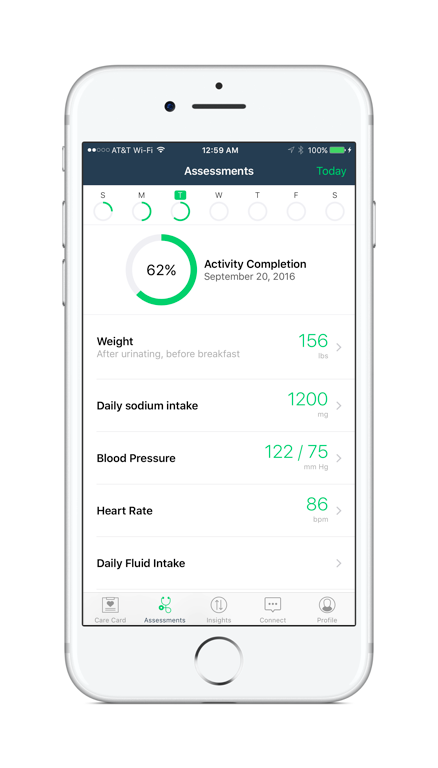 AT&T Wi-Fi 12:59 AM 100%
Assessments Today
S M T W T F S
62% Activity Completion
September 20, 2016
Weight 156
After urinating, before breakfast lbs
Daily sodium intake 1200
mg
Blood Pressure 122 / 75
mm Hg
Heart Rate 86
bpm
Daily Fluid Intake
Care Card Assessments Insights Connect Profile